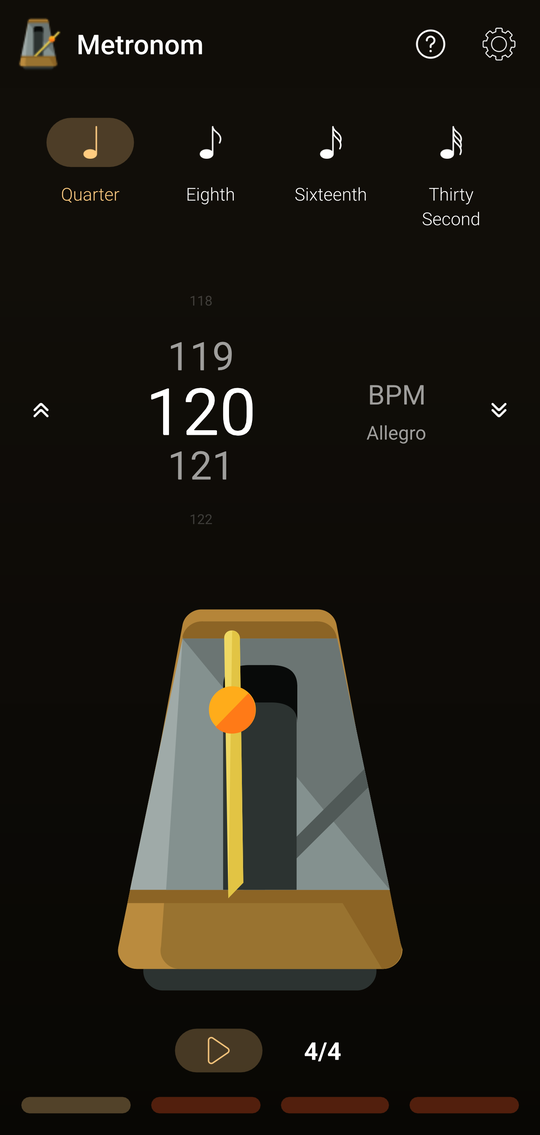 Metronom
Quarter
Eighth
Sixteenth
Thirty
Second
118
119
120
121
122
BPM
Allegro
4/4